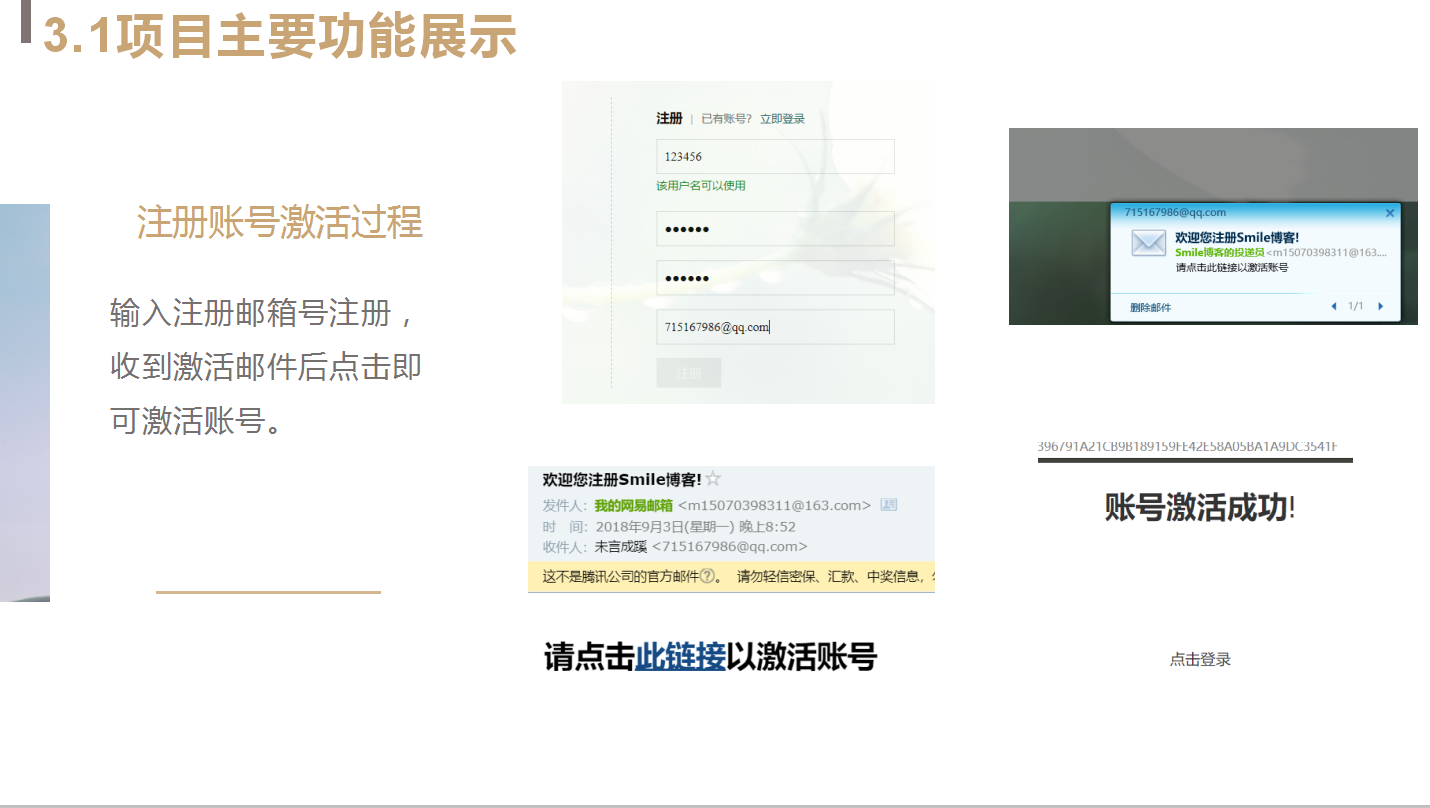 3.1项目主要功能展示
注册账号激活过程
输入注册邮箱号注册，
收到激活邮件后点击即
可激活账号。
注册 | 已有账号? 立即登录
123456
该用户名可以使用
••••••
••••••
715167986@qq.com
注册
715167986@qq.com
欢迎您注册Smile博客!
Smile博客的投递员<m15070398311@163....
请点击此链接以激活账号
删除邮件 1/1
欢迎您注册Smile博客!
发件人: 我的网易邮箱 <m15070398311@163.com>
时 间: 2018年9月3日(星期一) 晚上8:52
收件人: 未言成蹊 <715167986@qq.com>
这不是腾讯公司的官方邮件?。 请勿轻信密保、汇款、中奖信息,
请点击此链接以激活账号
396791A21CB9B189159FE42E58A05BA1A9DC3541F
账号激活成功!
点击登录